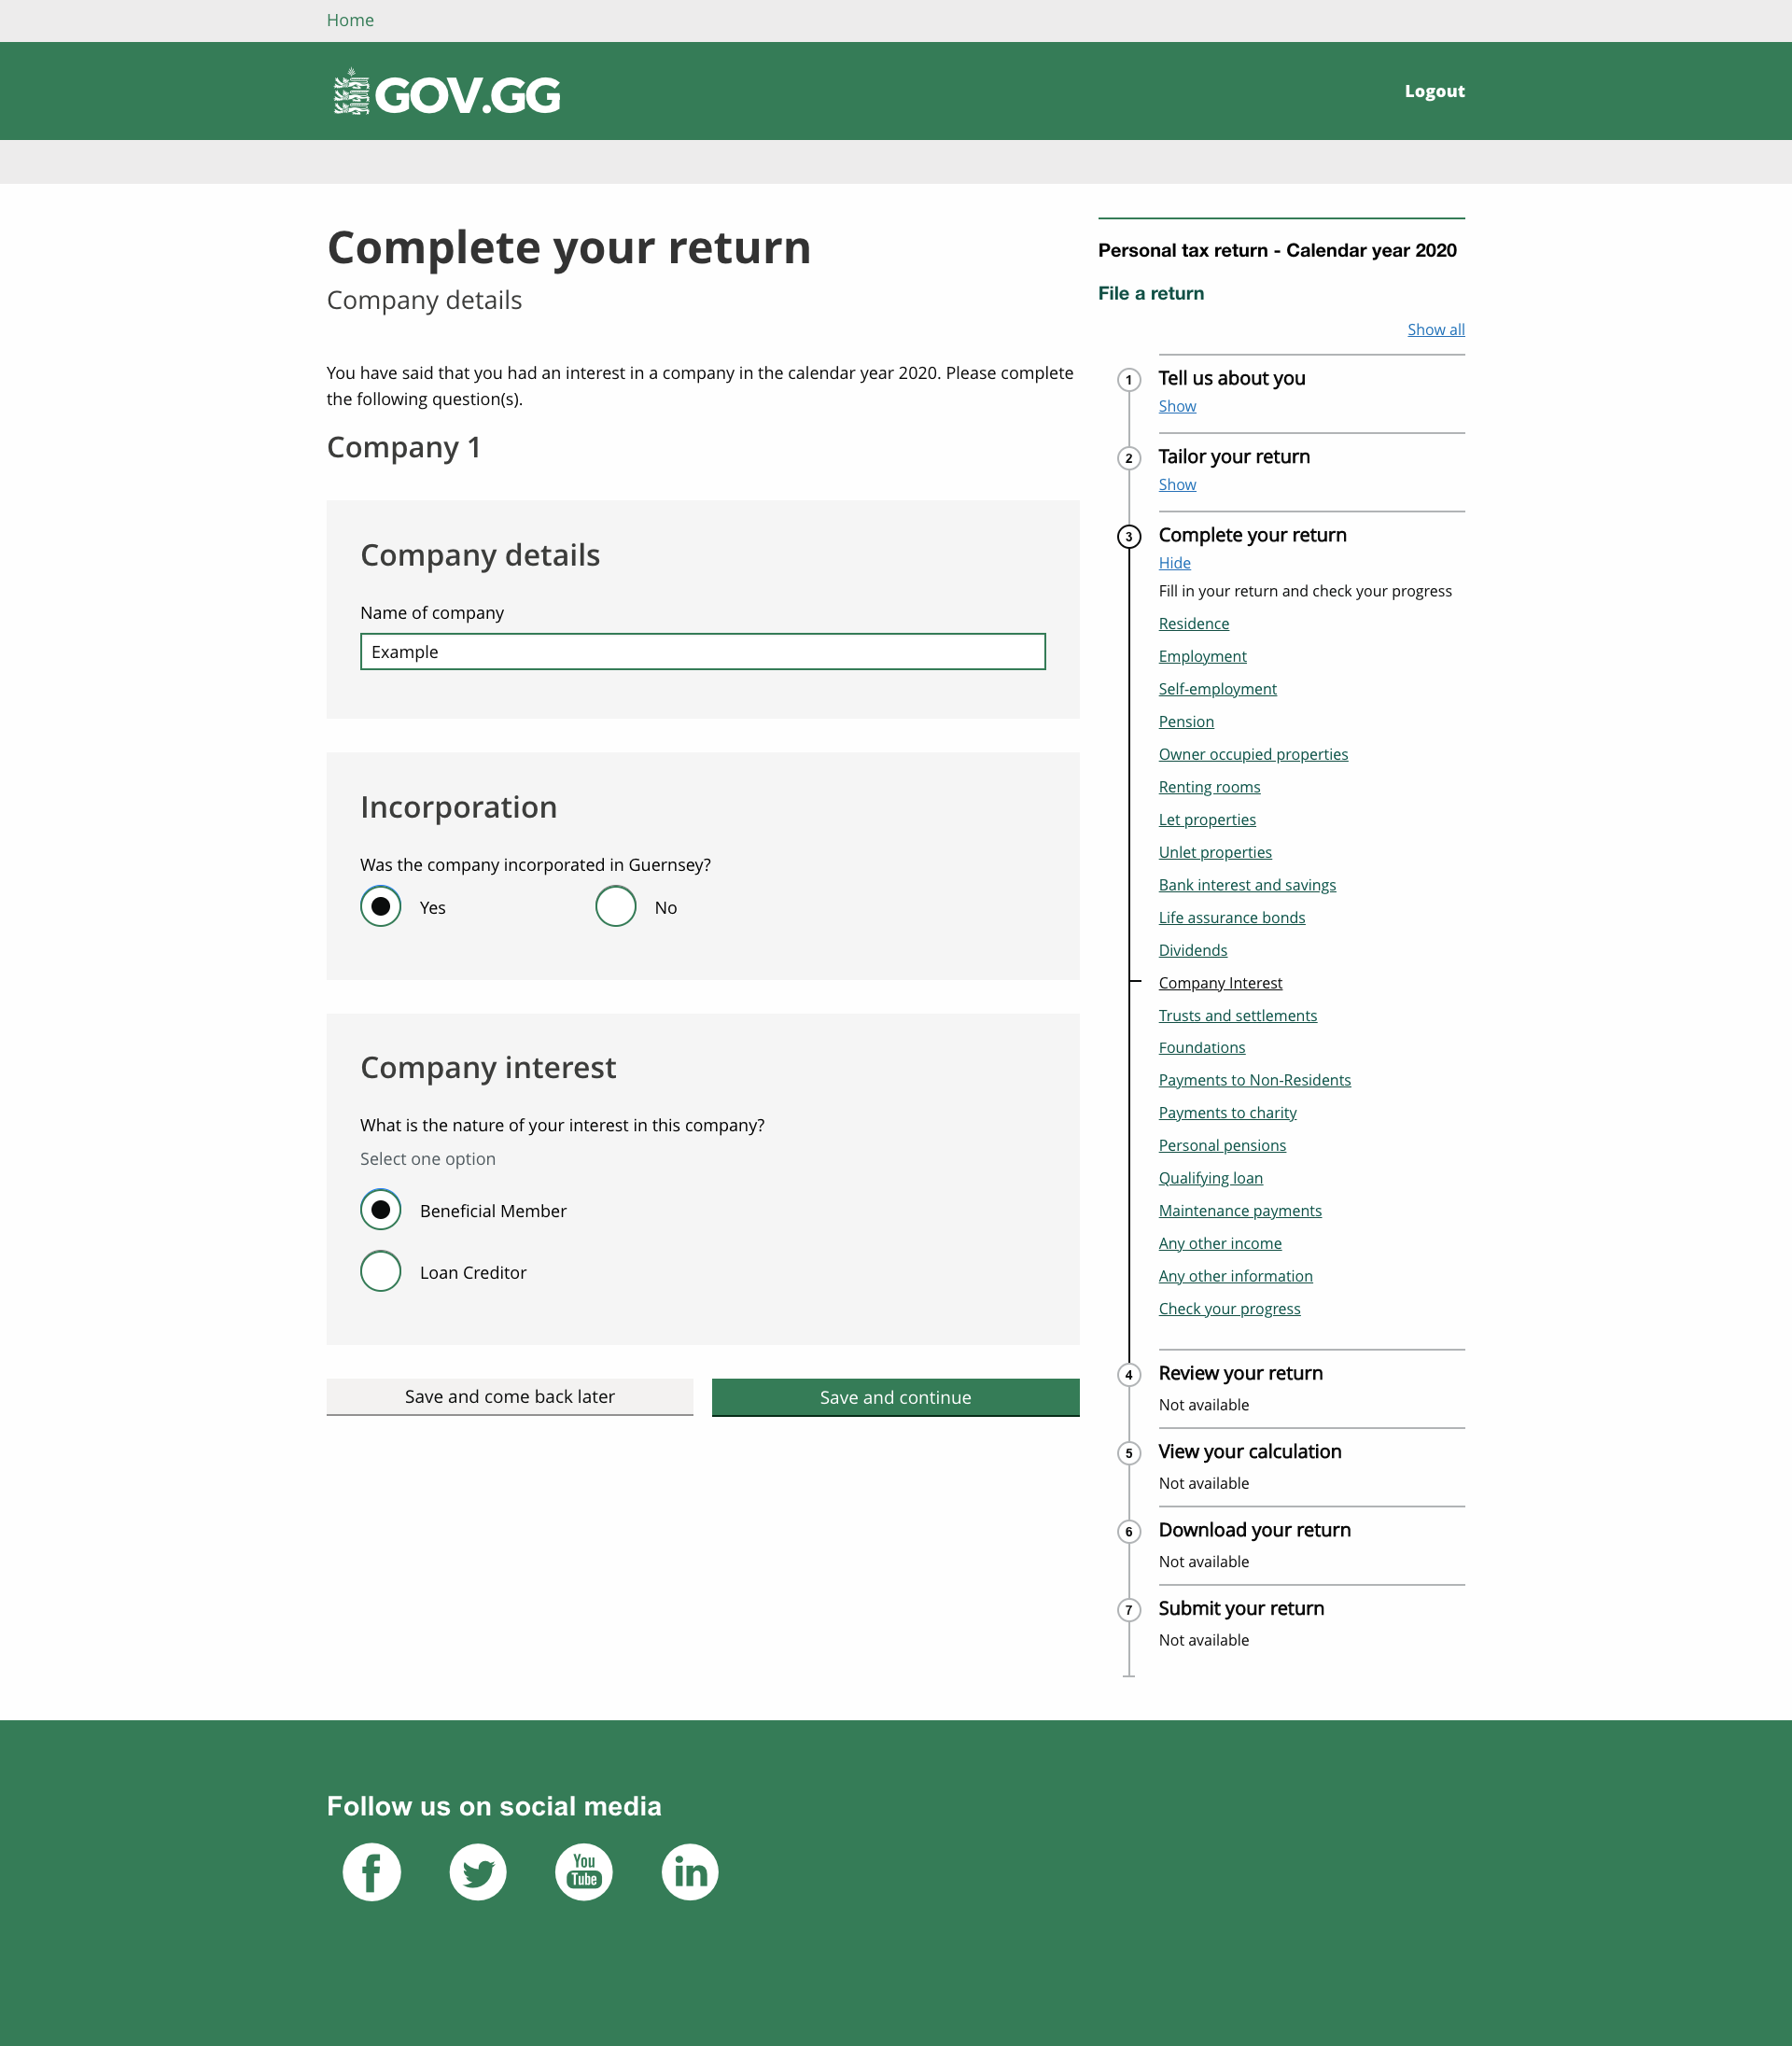 Home
GOV.GG
Logout
Complete your return
Company details
You have said that you had an interest in a company in the calendar year 2020. Please complete
the following question(s).
Company 1
Company details
Name of company
Example
Incorporation
Was the company incorporated in Guernsey?
Yes No
Company interest
What is the nature of your interest in this company?
Select one option
Beneficial Member
Loan Creditor
Save and come back later
Save and continue
Personal tax return - Calendar year 2020
File a return
Show all
1 Tell us about you
Show
2 Tailor your return
Show
3 Complete your return
Hide
Fill in your return and check your progress
Residence
Employment
Self-employment
Pension
Owner occupied properties
Renting rooms
Let properties
Unlet properties
Bank interest and savings
Life assurance bonds
Dividends
Company Interest
Trusts and settlements
Foundations
Payments to Non-Residents
Payments to charity
Personal pensions
Qualifying loan
Maintenance payments
Any other income
Any other information
Check your progress
4 Review your return
Not available
5 View your calculation
Not available
6 Download your return
Not available
7 Submit your return
Not available
Follow us on social media
You
Tube
in